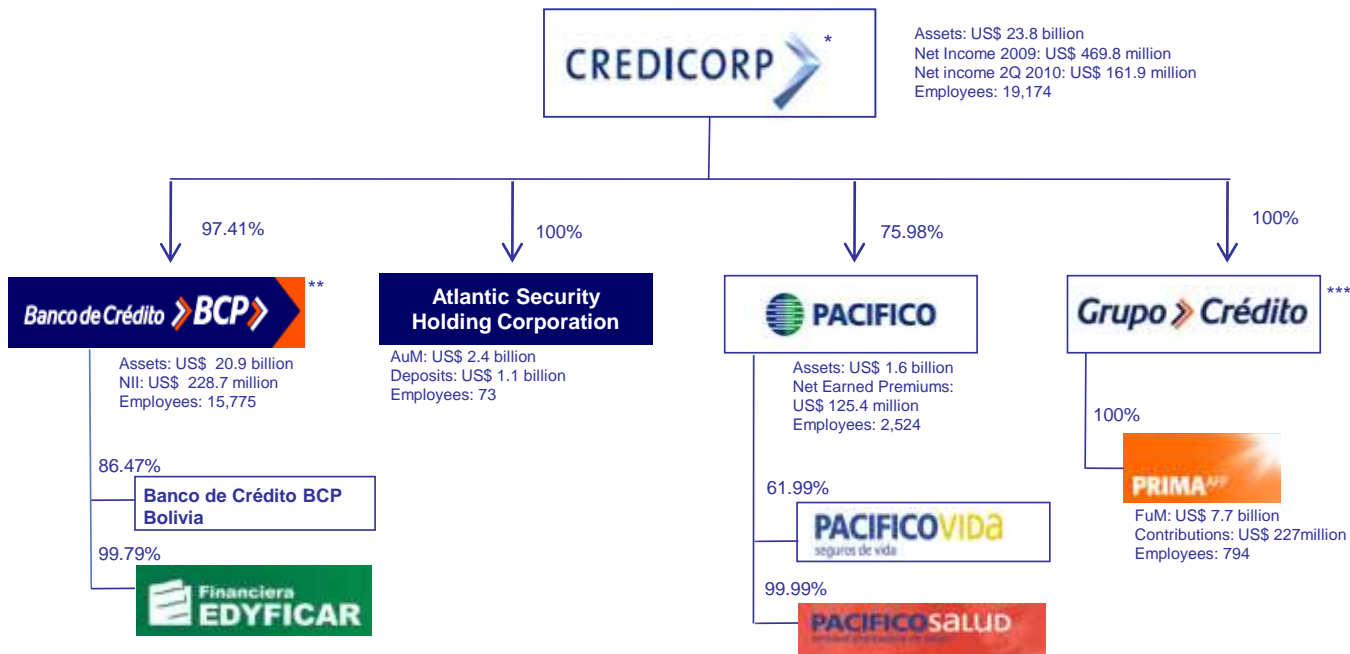 CREDICORP
*
Assets: US$ 23.8 billion
Net Income 2009: US$ 469.8 million
Net income 2Q 2010: US$ 161.9 million
Employees: 19,174
97.41%
100%
75.98%
100%
Banco de Crédito BCP
**
Assets: US$ 20.9 billion
NII: US$ 228.7 million
Employees: 15,775
86.47%
Banco de Crédito BCP
Bolivia
99.79%
Financiera
EDYFICAR
Atlantic Security
Holding Corporation
AuM: US$ 2.4 billion
Deposits: US$ 1.1 billion
Employees: 73
PACIFICO
Assets: US$ 1.6 billion
Net Earned Premiums:
US$ 125.4 million
Employees: 2,524
61.99%
PACIFICOVIDA
seguros de vida
99.99%
PACIFICOSALUD
Grupo Crédito
***
100%
PRIMA AFP
FuM: US$ 7.7 billion
Contributions: US$ 227million
Employees: 794